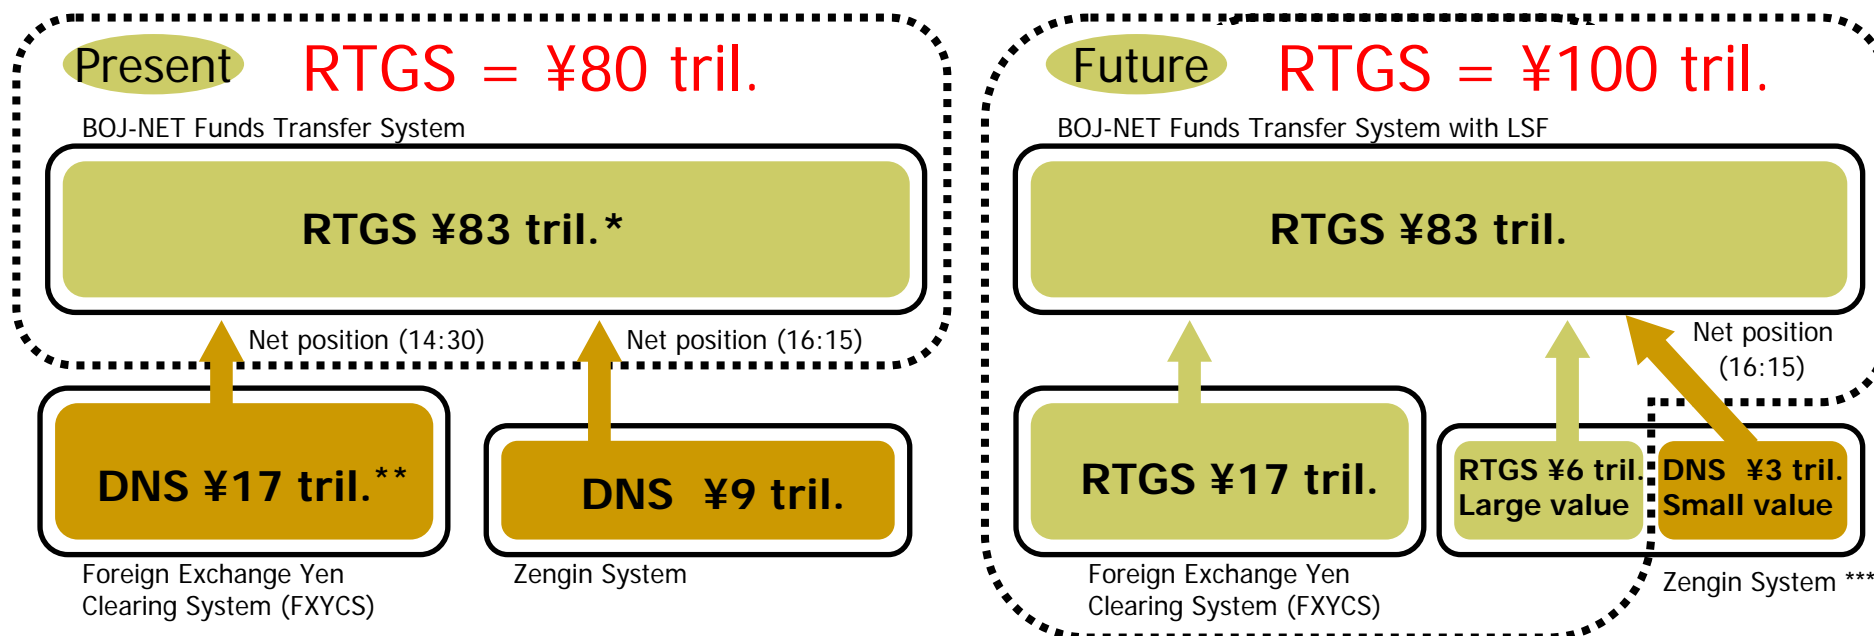 Present RTGS = ¥80 tril.
BOJ-NET Funds Transfer System
RTGS ¥83 tril.*
Net position (14:30)
Net position (16:15)
DNS ¥17 tril.**
DNS ¥9 tril.
Foreign Exchange Yen
Clearing System (FXYCS)
Zengin System
Future RTGS = ¥100 tril.
BOJ-NET Funds Transfer System with LSF
RTGS ¥83 tril.
Net position
(16:15)
RTGS ¥17 tril.
RTGS ¥6 tril.
Large value
DNS ¥3 tril.
Small value
Foreign Exchange Yen
Clearing System (FXYCS)
Zengin System ***